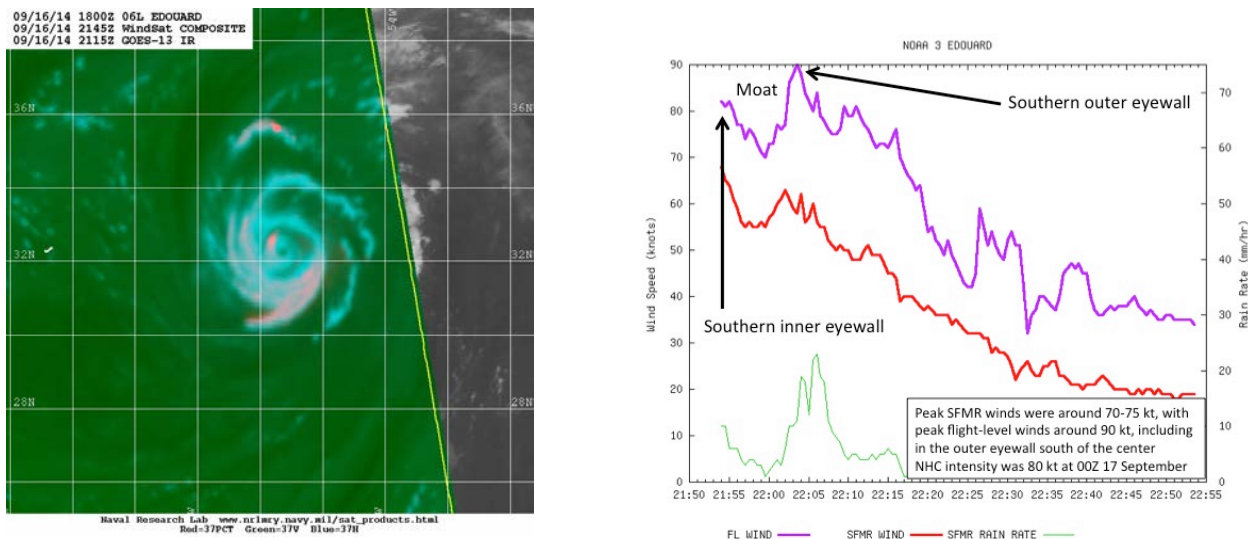 09/16/14 1800Z 06L EDOUARD
09/16/14 2145Z WindSat COMPOSITE
09/16/14 2115Z GOES-13 IR
54W
36N
32N
28N
W
Naval Research Lab www.nrlmry.navy.mil/sat_products.html
Red=37PCT Green=37V Blue=37H
NOAA 3 EDOUARD
Moat
Southern outer eyewall
Southern inner eyewall
Wind Speed (knots)
90
80
70
60
50
40
30
20
10
0
Rain Rate (mm/hr)
70
60
50
40
30
20
10
0
Peak SFMR winds were around 70-75 kt, with
peak flight-level winds around 90 kt, including
in the outer eyewall south of the center
NHC intensity was 80 kt at 00Z 17 September
21:50 21:55 22:00 22:05 22:10 22:15 22:20 22:25 22:30 22:35 22:40 22:45 22:50 22:55
FL WIND SFMR WIND SFMR RAIN RATE